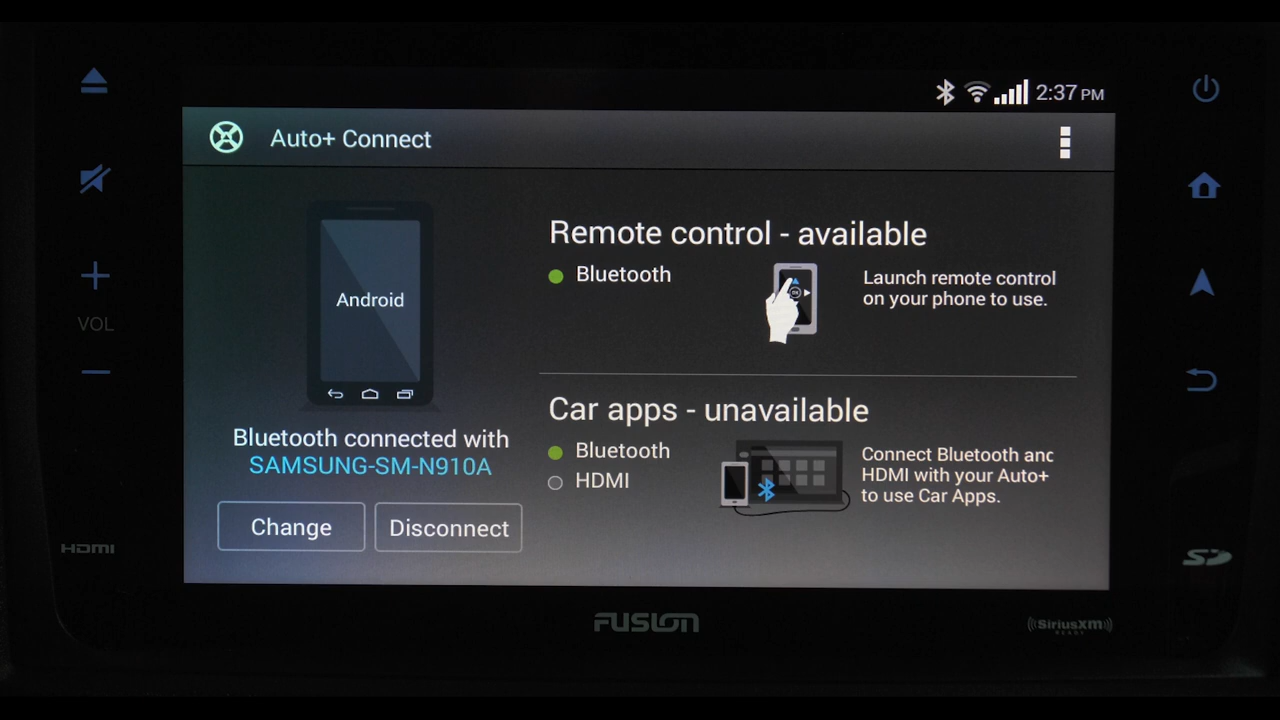 2:37 PM
Auto+ Connect
Android
Bluetooth connected with
SAMSUNG-SM-N910A
Change
Disconnect
Remote control - available
Bluetooth
Launch remote control
on your phone to use.
Car apps - unavailable
Bluetooth
HDMI
Connect Bluetooth and
HDMI with your Auto+
to use Car Apps.
VOL
HDMI
FUSION
SD
((SiriusXM))
READY